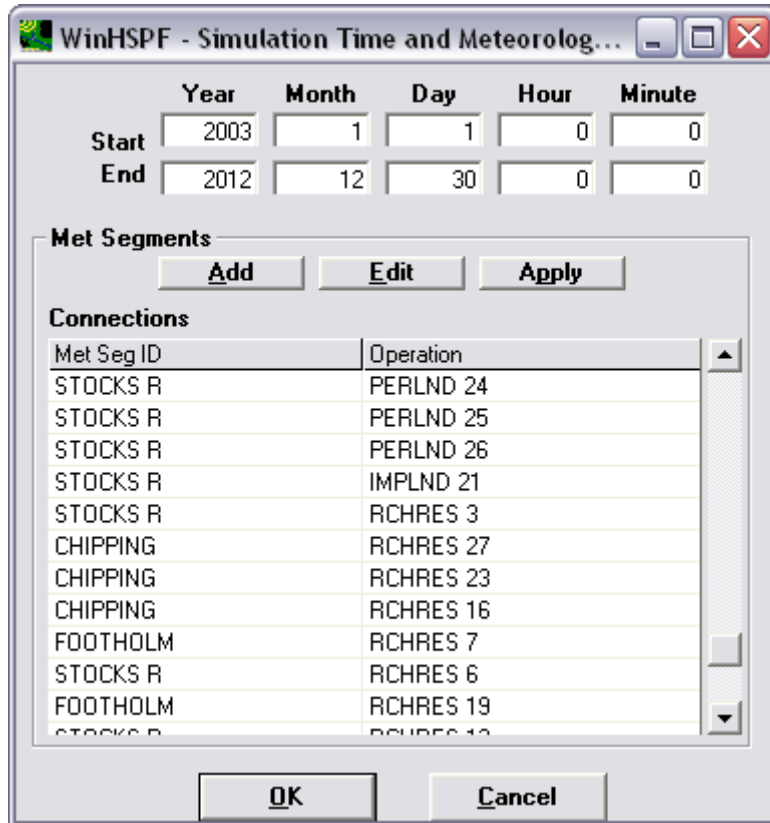 WinHSPF - Simulation Time and Meteorolog...
Year Month Day Hour Minute
Start 2003 1 1 0 0
End 2012 12 30 0 0
Met Segments
Add Edit Apply
Connections
Met Seg ID Operation
STOCKS R PERLND 24
STOCKS R PERLND 25
STOCKS R PERLND 26
STOCKS R IMPLND 21
STOCKS R RCHRES 3
CHIPPING RCHRES 27
CHIPPING RCHRES 23
CHIPPING RCHRES 16
FOOTHOLM RCHRES 7
STOCKS R RCHRES 6
FOOTHOLM RCHRES 19
STOCKS R RCHRES
OK Cancel